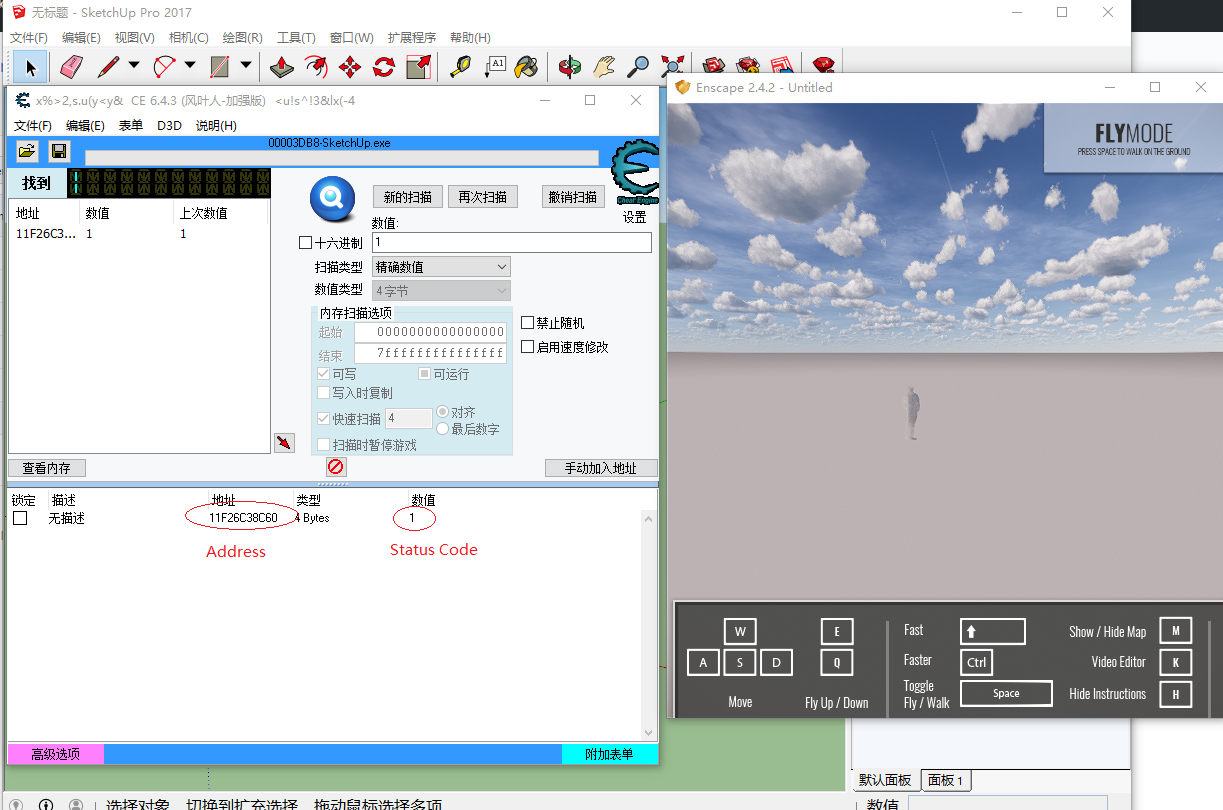 无标题 - SketchUp Pro 2017
文件(F) 编辑(E) 视图(V) 相机(C) 绘图(R) 工具(T) 窗口(W) 扩展程序 帮助(H)
A1
x%>2,s.u(y<y& CE 6.4.3 (风叶人-加强版) <u!s^!3&lx(-4
文件(F) 编辑(E) 表单 D3D 说明(H)
00003DB8-SketchUp.exe
找到 1
Cheat Engine
设置
地址 数值 上次数值
11F26C3... 1 1
新的扫描 再次扫描 撤销扫描
数值:
十六进制 1
扫描类型 精确数值
数值类型 4 字节
内存扫描选项
起始 0000000000000000
结束 7fffffffffffffff
可写 可运行
写入时复制
快速扫描 4 对齐
最后数字
扫描时暂停游戏
禁止随机
启用速度修改
查看内存 手动加入地址
锁定 描述 地址 类型 数值
无描述 11F26C38C60 4 Bytes 1
Address Status Code
高级选项 附加表单
Enscape 2.4.2 - Untitled
FLYMODE
PRESS SPACE TO WALK ON THE GROUND
W E
A S D Q
Move Fly Up / Down
Fast
Faster Ctrl
Toggle
Fly / Walk Space
Show / Hide Map M
Video Editor K
Hide Instructions H
默认面板 面板 1
选择对象。切换到扩充选择。拖动鼠标选择多项。
数值